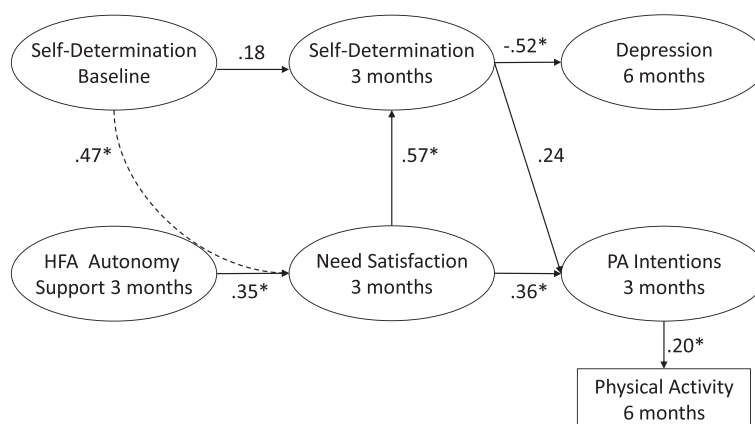 Self-Determination
Baseline
.18
Self-Determination
3 months
-.52*
Depression
6 months
.47*
.57*
.24
HFA Autonomy
Support 3 months
.35*
Need Satisfaction
3 months
.36*
PA Intentions
3 months
.20*
Physical Activity
6 months